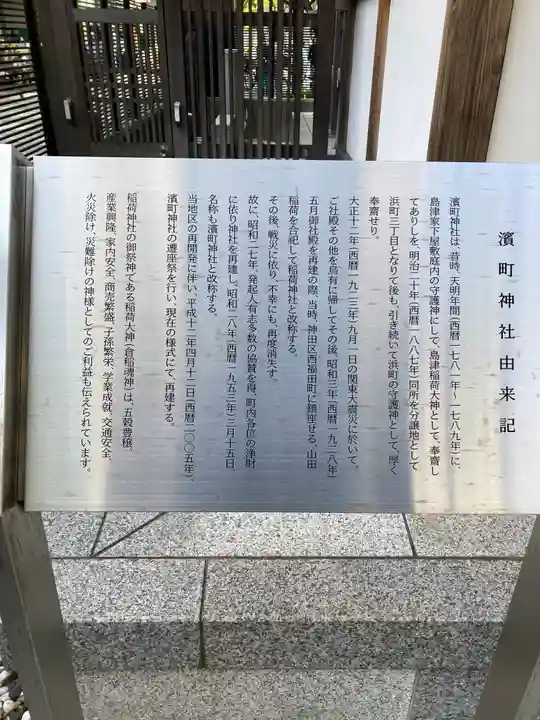 濱町神社由来記
濱町神社は、昔時、天明年間(西暦一七八一年~一七八九年)に、
島津家下屋敷庭内の守護神にして、島津稲荷大神として、奉齋し
てありしを、明治二十年(西暦一八八七年)同所を分譲地として
浜町三丁目となりて後も、引き続いて浜町の守護神として、厚く
奉齋せり。
大正十二年(西暦一九二三年)九月一日の関東大震災に於いて、
ご社殿その他を烏有に帰してその後、昭和三年(西暦一九二八年)
五月御社殿を再建の際、当時、神田区西福田町に鎮座せる、山田
稲荷を合祀して稲荷神社と改称する。
その後、戦災に依り、不幸にも、再度消失す。
故に、昭和二七年、発起人有志多数の協賛を得、町内各位の浄財
に依り神社を再建し、昭和二八年(西暦一九五三年)三月十五日、
名称も濱町神社と改称する。
当地区の再開発に伴い、平成十二年四月十二日(西暦二〇〇五年)、
濱町神社の遷座祭を行い、現在の様式にて、再建する。
稲荷神社の御祭神である稲荷大神(倉稲魂神)は、五穀豊穣、
産業興隆、家内安全、商売繁盛、子孫繁栄、学業成就、交通安全、
火災除け、災難除けの神様としてのご利益も伝えられています。